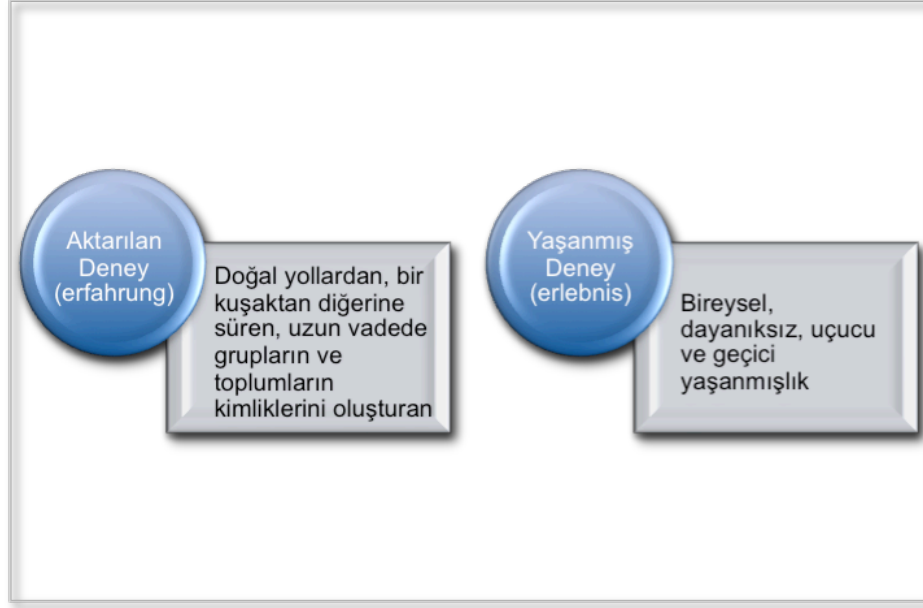 Aktarılan
Deney
(erfahrung)
Doğal yollardan, bir
kuşaktan diğerine
süren, uzun vadede
grupların ve
toplumların
kimliklerini oluşturan
Yaşanmış
Deney
(erlebnis)
Bireysel,
dayanıksız, uçucu
ve geçici
yaşanmışlık